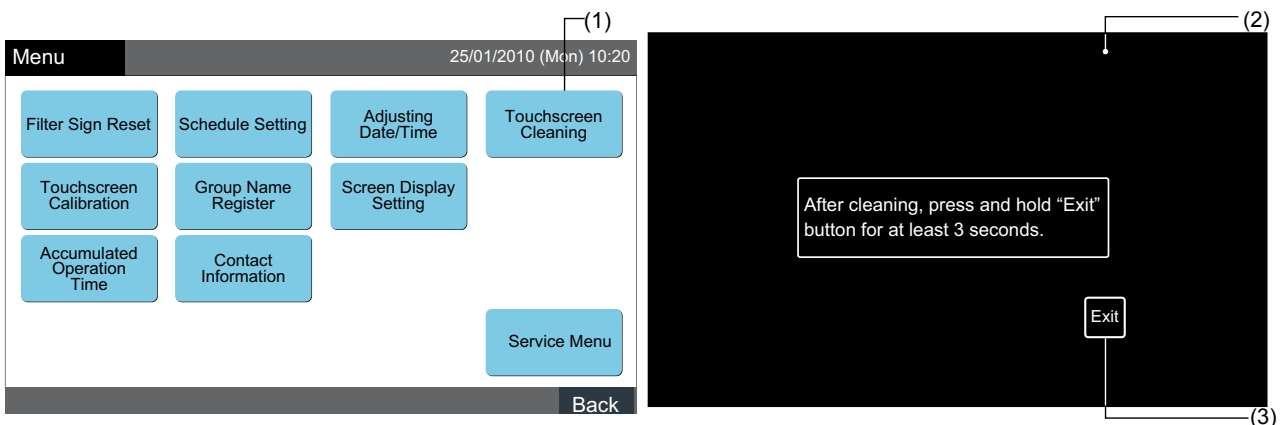 (1)
(2)
Menu
25/01/2010 (Mon) 10:20
Filter Sign Reset
Schedule Setting
Adjusting
Date/Time
Touchscreen
Cleaning
Touchscreen
Calibration
Group Name
Register
Screen Display
Setting
Accumulated
Operation
Time
Contact
Information
Service Menu
Back
After cleaning, press and hold “Exit”
button for at least 3 seconds.
Exit
(3)